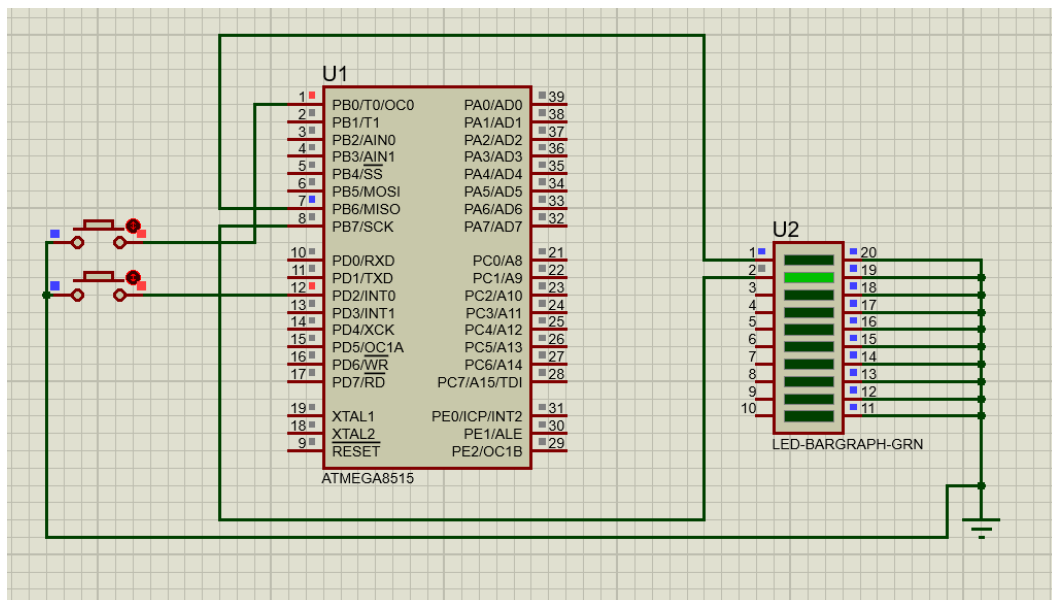 U1
1 PB0/T0/OC0 PA0/AD0 39
2 PB1/T1 PA1/AD1 38
3 PB2/AIN0 PA2/AD2 37
4 PB3/AIN1 PA3/AD3 36
5 PB4/SS PA4/AD4 35
6 PB5/MOSI PA5/AD5 34
7 PB6/MISO PA6/AD6 33
8 PB7/SCK PA7/AD7 32
10 PD0/RXD PC0/A8 21
11 PD1/TXD PC1/A9 22
12 PD2/INT0 PC2/A10 23
13 PD3/INT1 PC3/A11 24
14 PD4/XCK PC4/A12 25
15 PD5/OC1A PC5/A13 26
16 PD6/WR PC6/A14 27
17 PD7/RD PC7/A15/TDI 28
19 XTAL1 PE0/ICP/INT2 31
18 XTAL2 PE1/ALE 30
9 RESET PE2/OC1B 29
ATMEGA8515
U2
1 20
2 19
3 18
4 17
5 16
6 15
7 14
8 13
9 12
10 11
LED-BARGRAPH-GRN